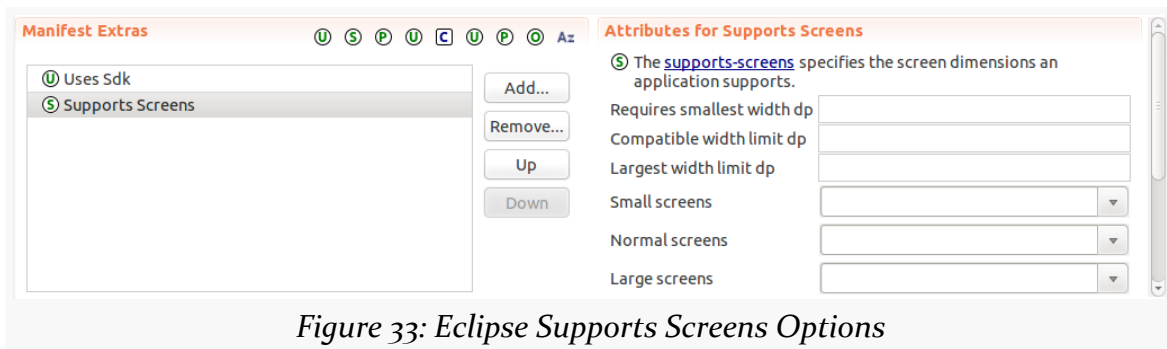 Manifest Extras
U S P U C U P O Az
U Uses Sdk
S Supports Screens
Add...
Remove...
Up
Down
Attributes for Supports Screens
S The supports-screens specifies the screen dimensions an
application supports.
Requires smallest width dp
Compatible width limit dp
Largest width limit dp
Small screens
Normal screens
Large screens
Figure 33: Eclipse Supports Screens Options